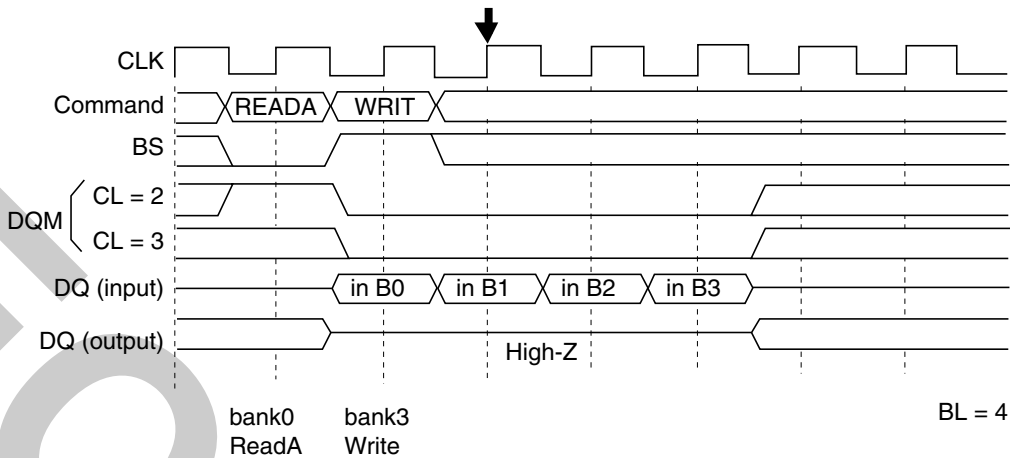 CLK
Command READA WRIT
BS
DQM
CL = 2
CL = 3
DQ (input) in B0 in B1 in B2 in B3
DQ (output)
High-Z
bank0 bank3 BL = 4
ReadA Write